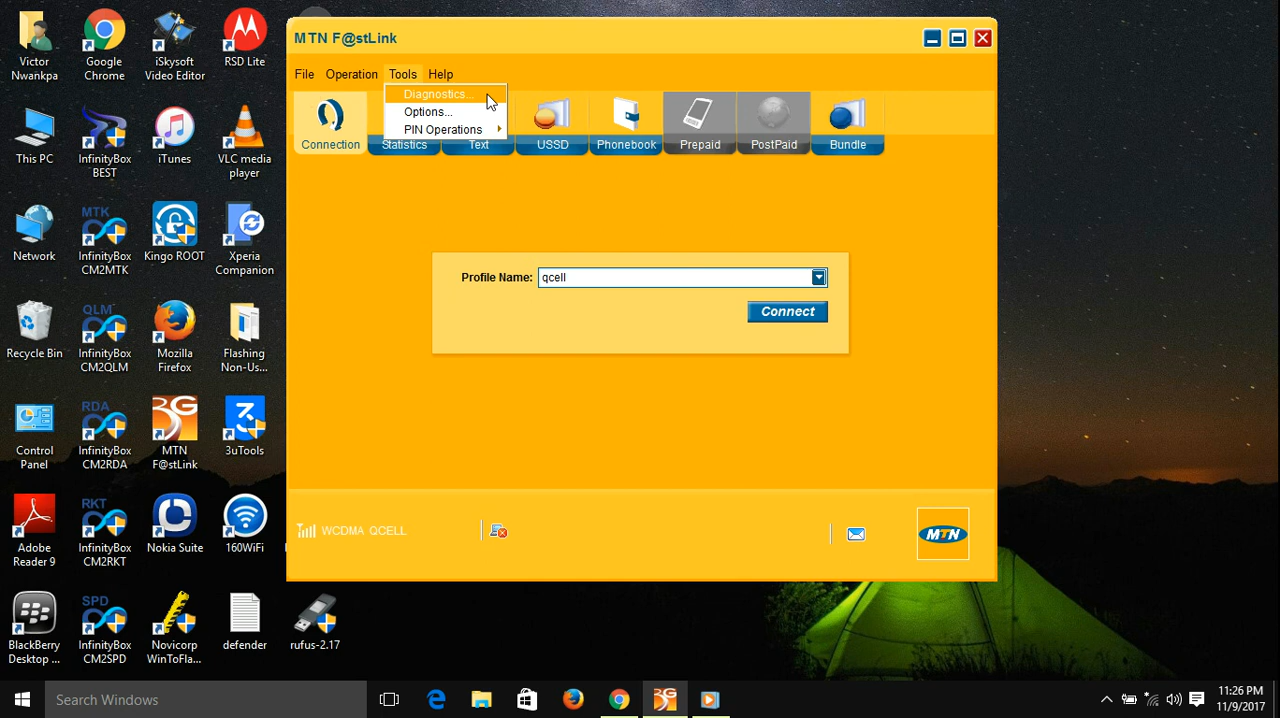 Victor
Nwankpa
Google
Chrome
iSkysoft
Video Editor
RSD Lite
This PC
InfinityBox
BEST
iTunes
VLC media
player
Network
MTK
InfinityBox
CM2MTK
Kingo ROOT
Xperia
Companion
Recycle Bin
QLM
InfinityBox
CM2QLM
Mozilla
Firefox
Flashing
Non-Us...
Control
Panel
RDA
InfinityBox
CM2RDA
3G
MTN
F@stLink
3uTools
Adobe
Reader 9
RKT
InfinityBox
CM2RKT
Nokia Suite
160WiFi
BlackBerry
Desktop ...
SPD
InfinityBox
CM2SPD
Novicorp
WinToFla...
defender
rufus-2.17
MTN F@stLink
File Operation Tools Help
Diagnostics...
Options...
PIN Operations
Connection Statistics Text USSD Phonebook Prepaid PostPaid Bundle
Profile Name: qcell
Connect
WCDMA QCELL
MTN
Search Windows
3G
11:26 PM
11/9/2017